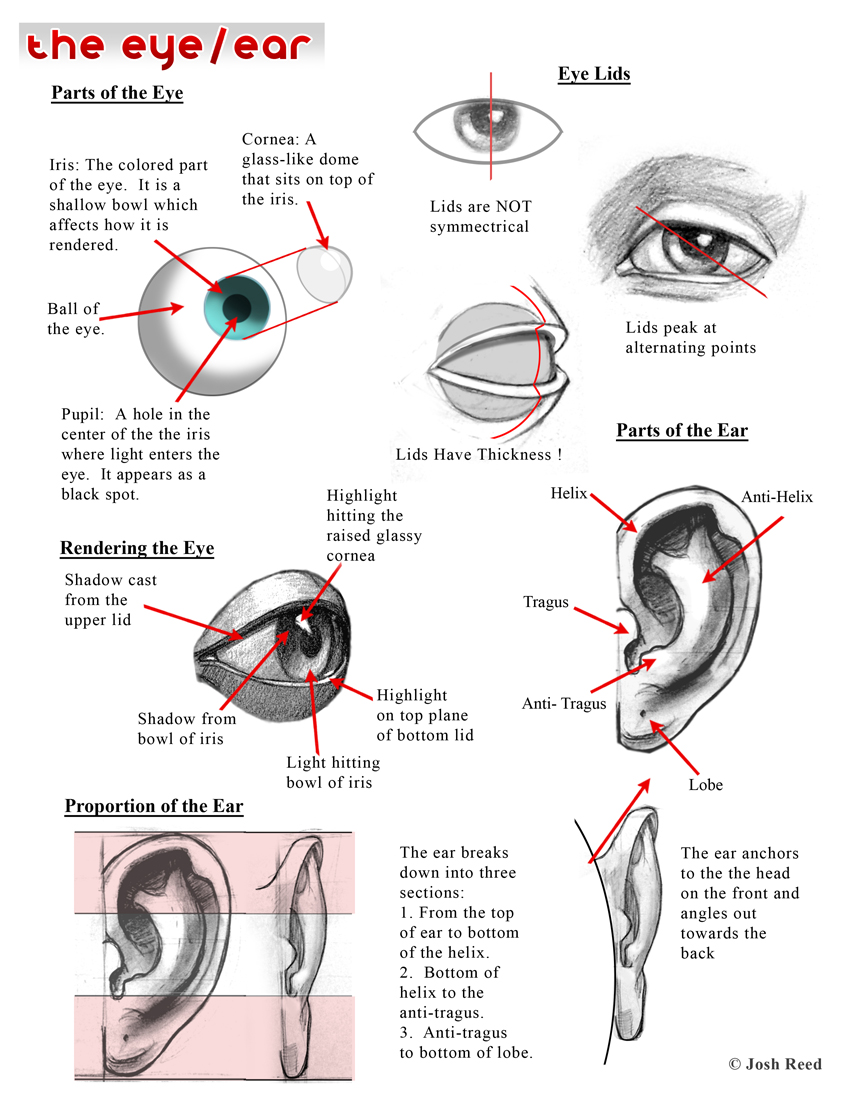 the eye/ear
Parts of the Eye
Iris: The colored part
of the eye. It is a
shallow bowl which
affects how it is
rendered.
Cornea: A
glass-like dome
that sits on top of
the iris.
Ball of
the eye.
Pupil: A hole in the
center of the the iris
where light enters the
eye. It appears as a
black spot.
Eye Lids
Lids are NOT
symmectrical
Lids peak at
alternating points
Lids Have Thickness !
Parts of the Ear
Helix
Anti-Helix
Tragus
Anti- Tragus
Lobe
Rendering the Eye
Highlight
hitting the
raised glassy
cornea
Shadow cast
from the
upper lid
Shadow from
bowl of iris
Light hitting
bowl of iris
Highlight
on top plane
of bottom lid
Proportion of the Ear
The ear breaks
down into three
sections:
1. From the top
of ear to bottom
of the helix.
2. Bottom of
helix to the
anti-tragus.
3. Anti-tragus
to bottom of lobe.
The ear anchors
to the the head
on the front and
angles out
towards the
back
© Josh Reed